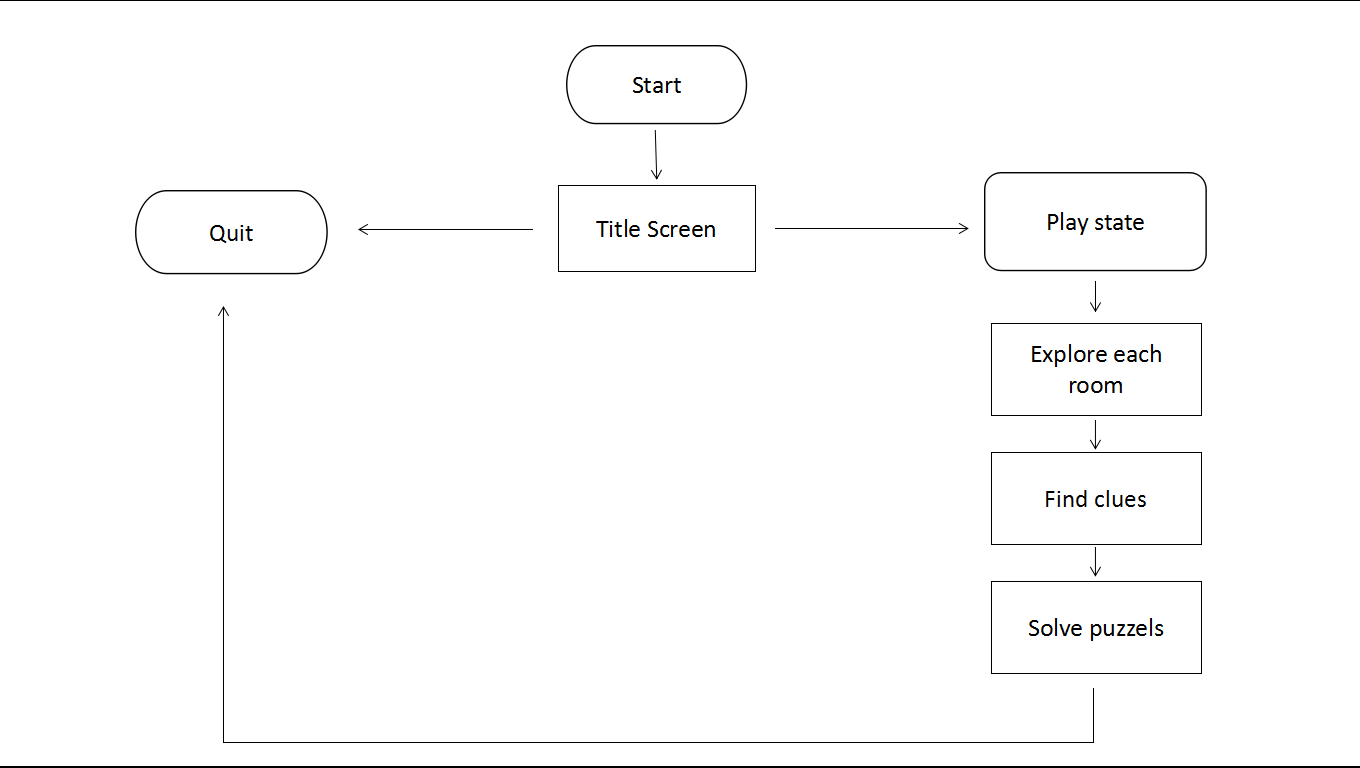 Start
Quit
Title Screen
Play state
Explore each
room
Find clues
Solve puzzels